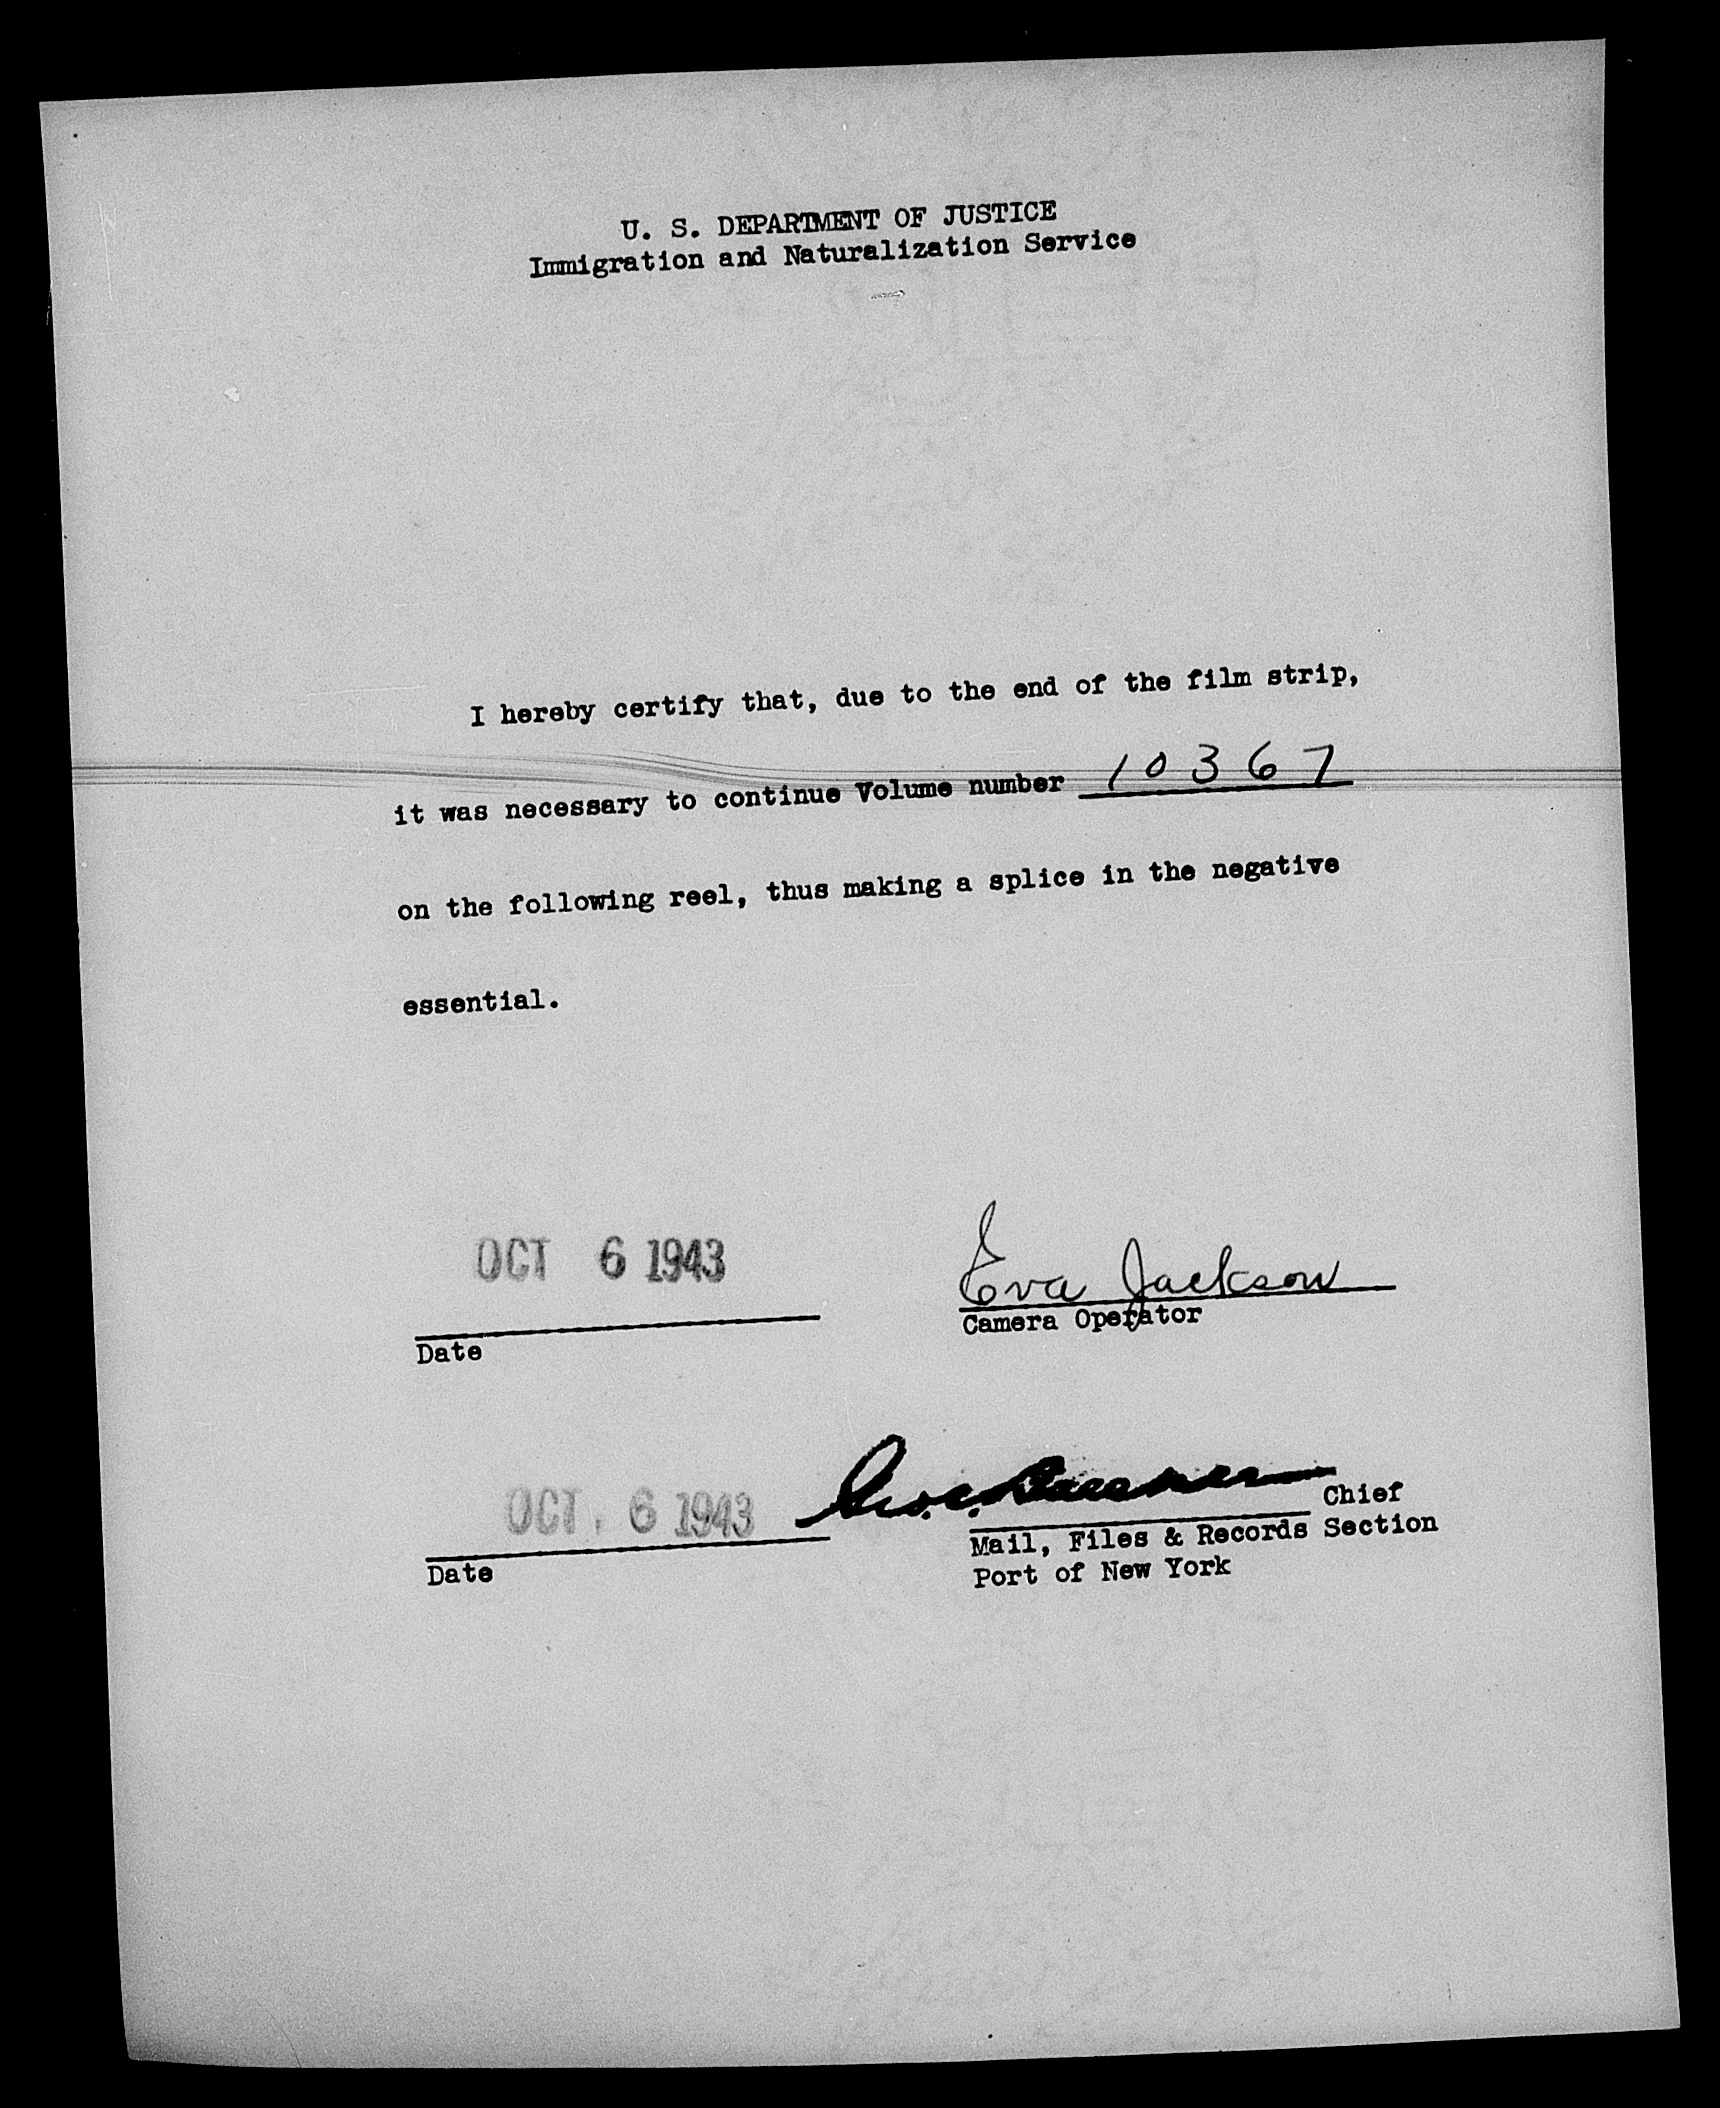 U. S. DEPARTMENT OF JUSTICE
Immigration and Naturalization Service
I hereby certify that, due to the end of the film strip,
it was necessary to continue Volume number 10367
on the following reel, thus making a splice in the negative
essential.
OCT 6 1943
Eva Jackson
Date
Camera Operator
OCT. 6 1943
Chief
Date
Mail, Files & Records Section
Port of New York